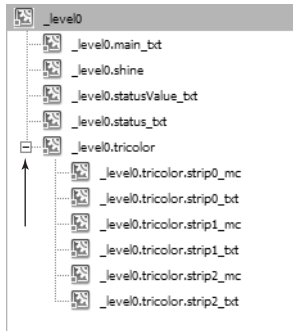 _level0
_level0.main_txt
_level0.shine
_level0.statusValue_txt
_level0.status_txt
_level0.tricolor
_level0.tricolor.strip0_mc
_level0.tricolor.strip0_txt
_level0.tricolor.strip1_mc
_level0.tricolor.strip1_txt
_level0.tricolor.strip2_mc
_level0.tricolor.strip2_txt